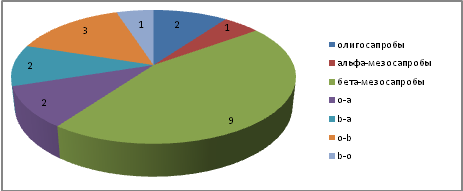 2
1
9
2
2
3
1
олигосапробы
альфа-мезосапробы
бета-мезосапробы
o-a
b-a
o-b
b-o